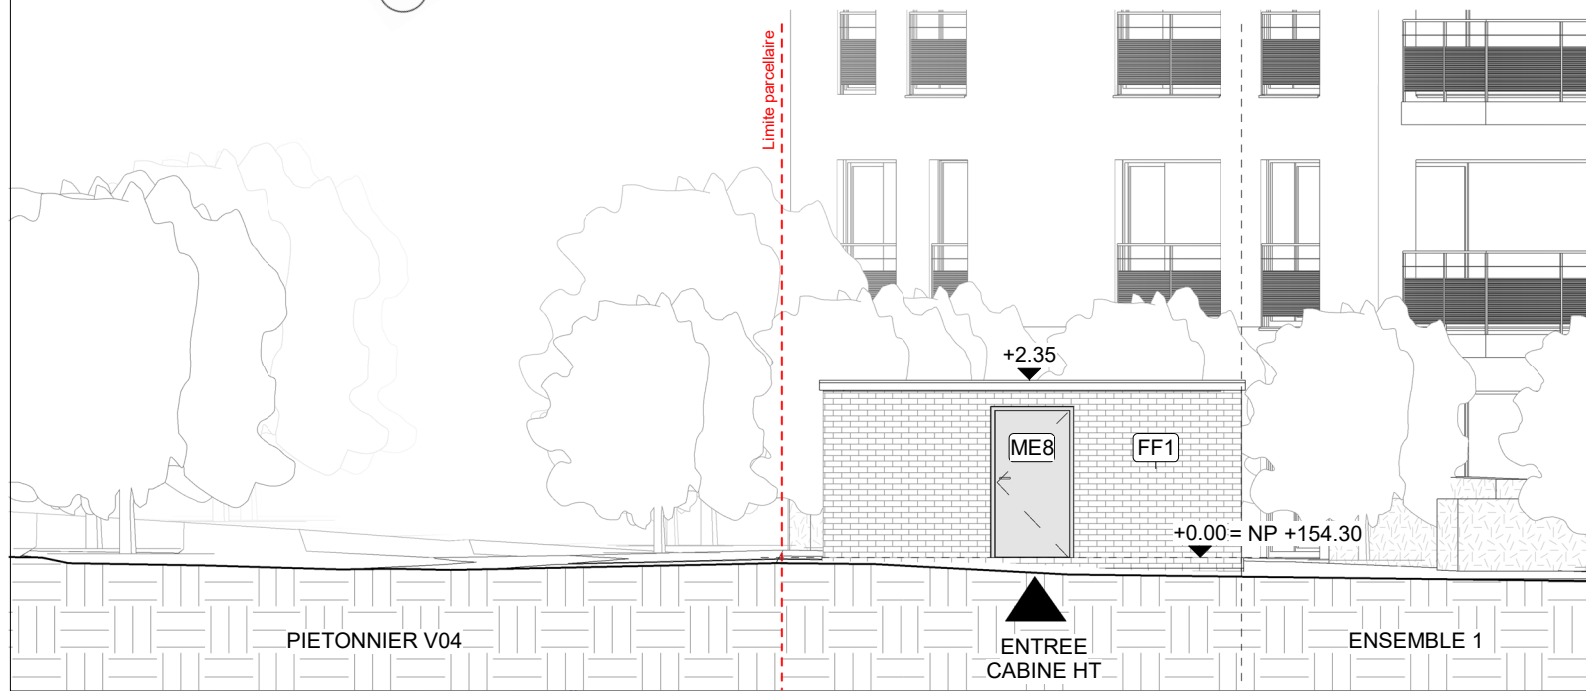 Limite parcellaire
+2.35
ME8
FF1
+0.00 = NP +154.30
PIETONNIER V04
ENTREE
CABINE HT
ENSEMBLE 1